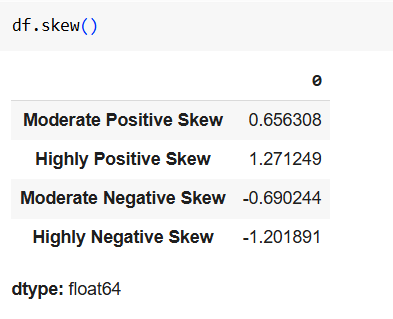 df.skew()
0
Moderate Positive Skew 0.656308
Highly Positive Skew 1.271249
Moderate Negative Skew -0.690244
Highly Negative Skew -1.201891
dtype: float64